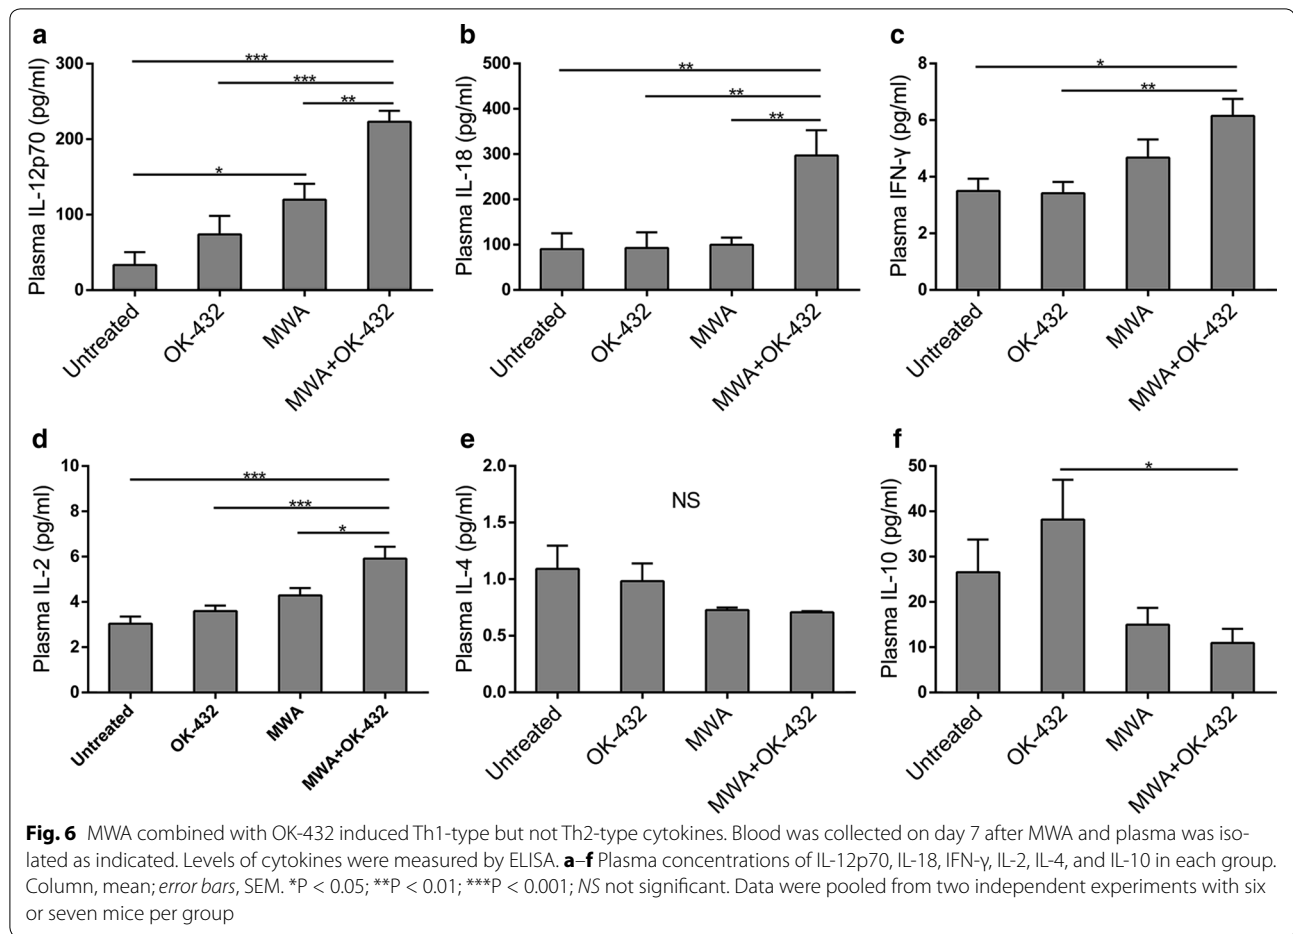 a
***
***
**
*
Plasma IL-12p70 (pg/ml)
300
200
100
0
Untreated
OK-432
MWA
MWA+OK-432
b
**
**
**
Plasma IL-18 (pg/ml)
500
400
300
200
100
0
Untreated
OK-432
MWA
MWA+OK-432
c
*
**
Plasma IFN-γ (pg/ml)
8
6
4
2
0
Untreated
OK-432
MWA
MWA+OK-432
d
***
***
*
Plasma IL-2 (pg/ml)
10
8
6
4
2
0
Untreated
OK-432
MWA
MWA+OK-432
e
NS
Plasma IL-4 (pg/ml)
2.0
1.5
1.0
0.5
0.0
Untreated
OK-432
MWA
MWA+OK-432
f
*
Plasma IL-10 (pg/ml)
50
40
30
20
10
0
Untreated
OK-432
MWA
MWA+OK-432
Fig. 6 MWA combined with OK-432 induced Th1-type but not Th2-type cytokines. Blood was collected on day 7 after MWA and plasma was iso-
lated as indicated. Levels of cytokines were measured by ELISA. a–f Plasma concentrations of IL-12p70, IL-18, IFN-γ, IL-2, IL-4, and IL-10 in each group.
Column, mean; error bars, SEM. *P < 0.05; **P < 0.01; ***P < 0.001; NS not significant. Data were pooled from two independent experiments with six
or seven mice per group